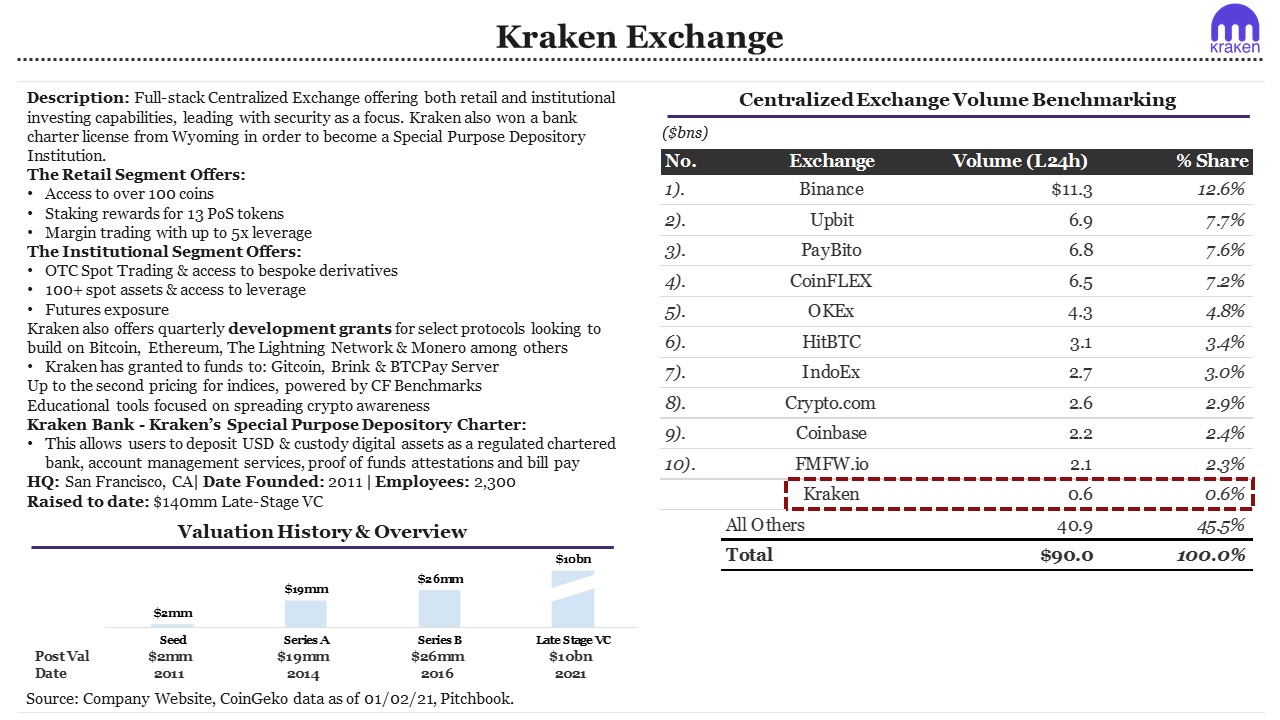 Kraken Exchange
kraken
Description: Full-stack Centralized Exchange offering both retail and institutional
investing capabilities, leading with security as a focus. Kraken also won a bank
charter license from Wyoming in order to become a Special Purpose Depository
Institution.
The Retail Segment Offers:
• Access to over 100 coins
• Staking rewards for 13 PoS tokens
• Margin trading with up to 5x leverage
The Institutional Segment Offers:
• OTC Spot Trading & access to bespoke derivatives
• 100+ spot assets & access to leverage
• Futures exposure
Kraken also offers quarterly development grants for select protocols looking to
build on Bitcoin, Ethereum, The Lightning Network & Monero among others
• Kraken has granted to funds to: Gitcoin, Brink & BTCPay Server
Up to the second pricing for indices, powered by CF Benchmarks
Educational tools focused on spreading crypto awareness
Kraken Bank - Kraken's Special Purpose Depository Charter:
• This allows users to deposit USD & custody digital assets as a regulated chartered
bank, account management services, proof of funds attestations and bill pay
HQ: San Francisco, CA| Date Founded: 2011 | Employees: 2,300
Raised to date: $140mm Late-Stage VC
Valuation History & Overview
$2mm $19mm $26mm $10bn
Seed Series A Series B Late Stage VC
Post Val $2mm $19mm $26mm $10bn
Date 2011 2014 2016 2021
Source: Company Website, CoinGeko data as of 01/02/21, Pitchbook.
Centralized Exchange Volume Benchmarking
($bns)
No. Exchange Volume (L24h) % Share
1). Binance $11.3 12.6%
2). Upbit 6.9 7.7%
3). PayBito 6.8 7.6%
4). CoinFLEX 6.5 7.2%
5). OKEx 4.3 4.8%
6). HitBTC 3.1 3.4%
7). IndoEx 2.7 3.0%
8). Crypto.com 2.6 2.9%
9). Coinbase 2.2 2.4%
10). FMFW.io 2.1 2.3%
Kraken 0.6 0.6%
All Others 40.9 45.5%
Total $90.0 100.0%